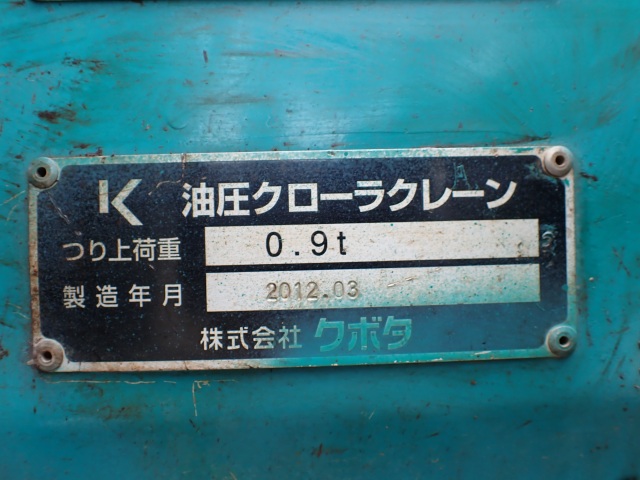 K 油圧クローラクレーン
つり上荷重 0.9t
製造年月 2012.03
株式会社 クボタ